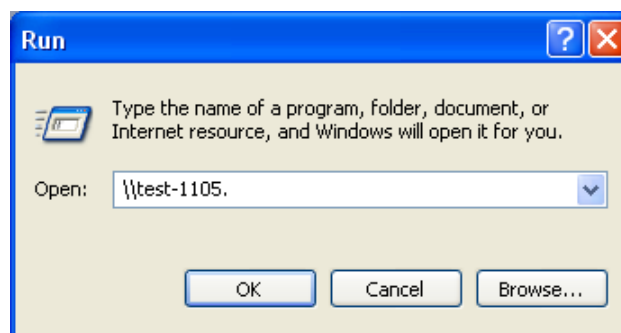 Run
Type the name of a program, folder, document, or
Internet resource, and Windows will open it for you.
Open: \\test-1105.
OK Cancel Browse...